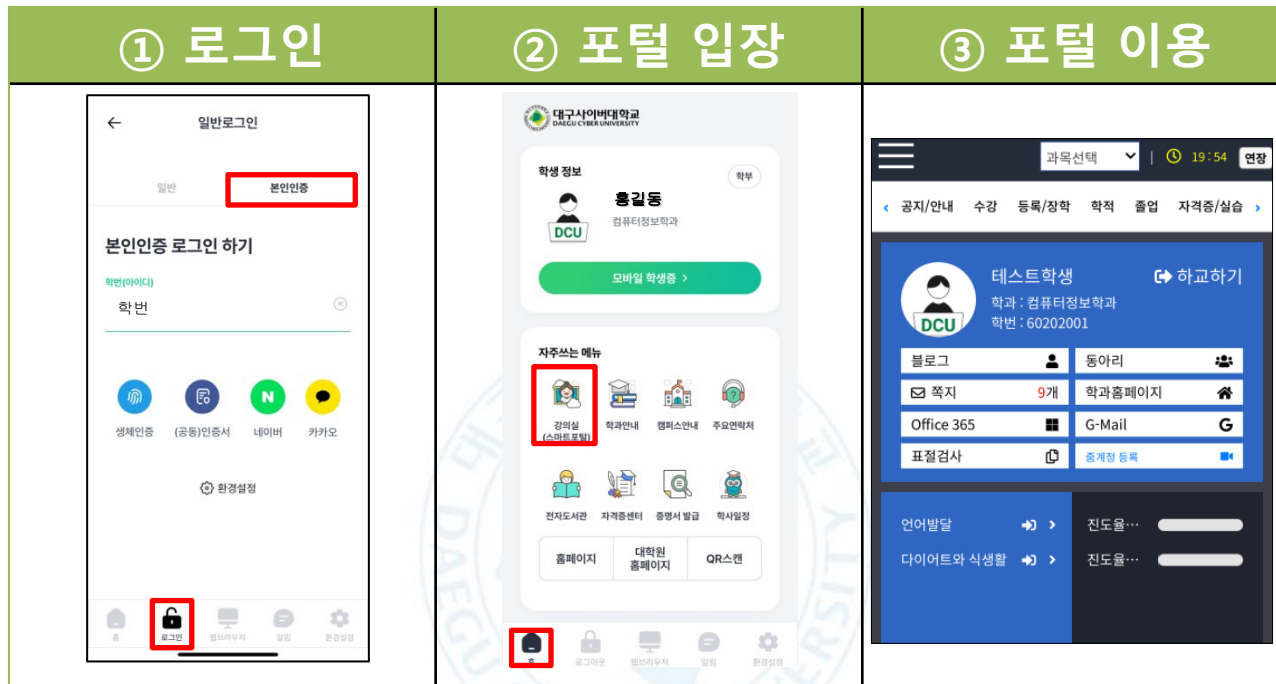 ① 로그인
② 포털 입장
③ 포털 이용
일반로그인
일반 본인인증
본인인증 로그인 하기
학번(아이디)
학번
생체인증 (공동)인증서 네이버 카카오
환경설정
홈 로그인 웹브라우저 알림 환경설정
대구사이버대학교
DAEGU CYBER UNIVERSITY
학생 정보 학부
홍길동
컴퓨터정보학과
DCU
모바일 학생증 >
자주쓰는 메뉴
강의실 학과안내 캠퍼스안내 주요연락처
(스마트포털)
전자도서관 자격증센터 증명서 발급 학사일정
홈페이지 대학원 홈페이지 QR스캔
홈 로그아웃 웹브라우저 알림 환경설정
과목선택 | 19:54 연장
< 공지/안내 수강 등록/장학 학적 졸업 자격증/실습 >
테스트학생 하교하기
학과 : 컴퓨터정보학과
학번 : 60202001
DCU
블로그 동아리
쪽지 9개 학과홈페이지
Office 365 G-Mail G
표절검사 줌계정 등록
언어발달 > 진도율…
다이어트와 식생활 > 진도율…
DAEGU